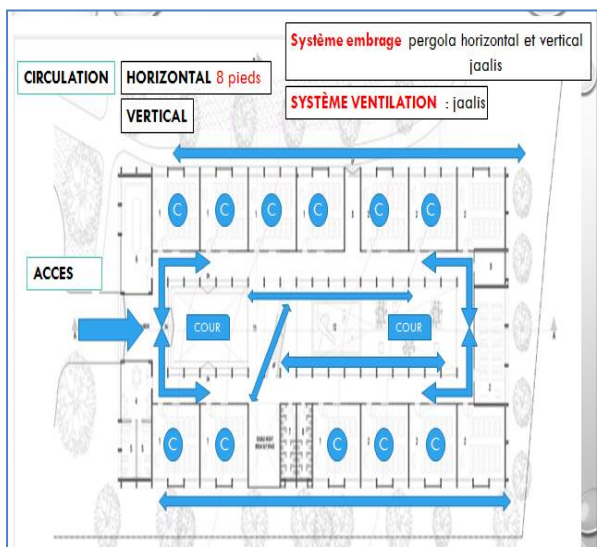 Système embrage pergola horizontal et vertical
jaalis
CIRCULATION
HORIZONTAL 8 pieds
VERTICAL
SYSTÈME VENTILATION : jaalis
C C C C C C
ACCES
COUR
COUR
C C C C C